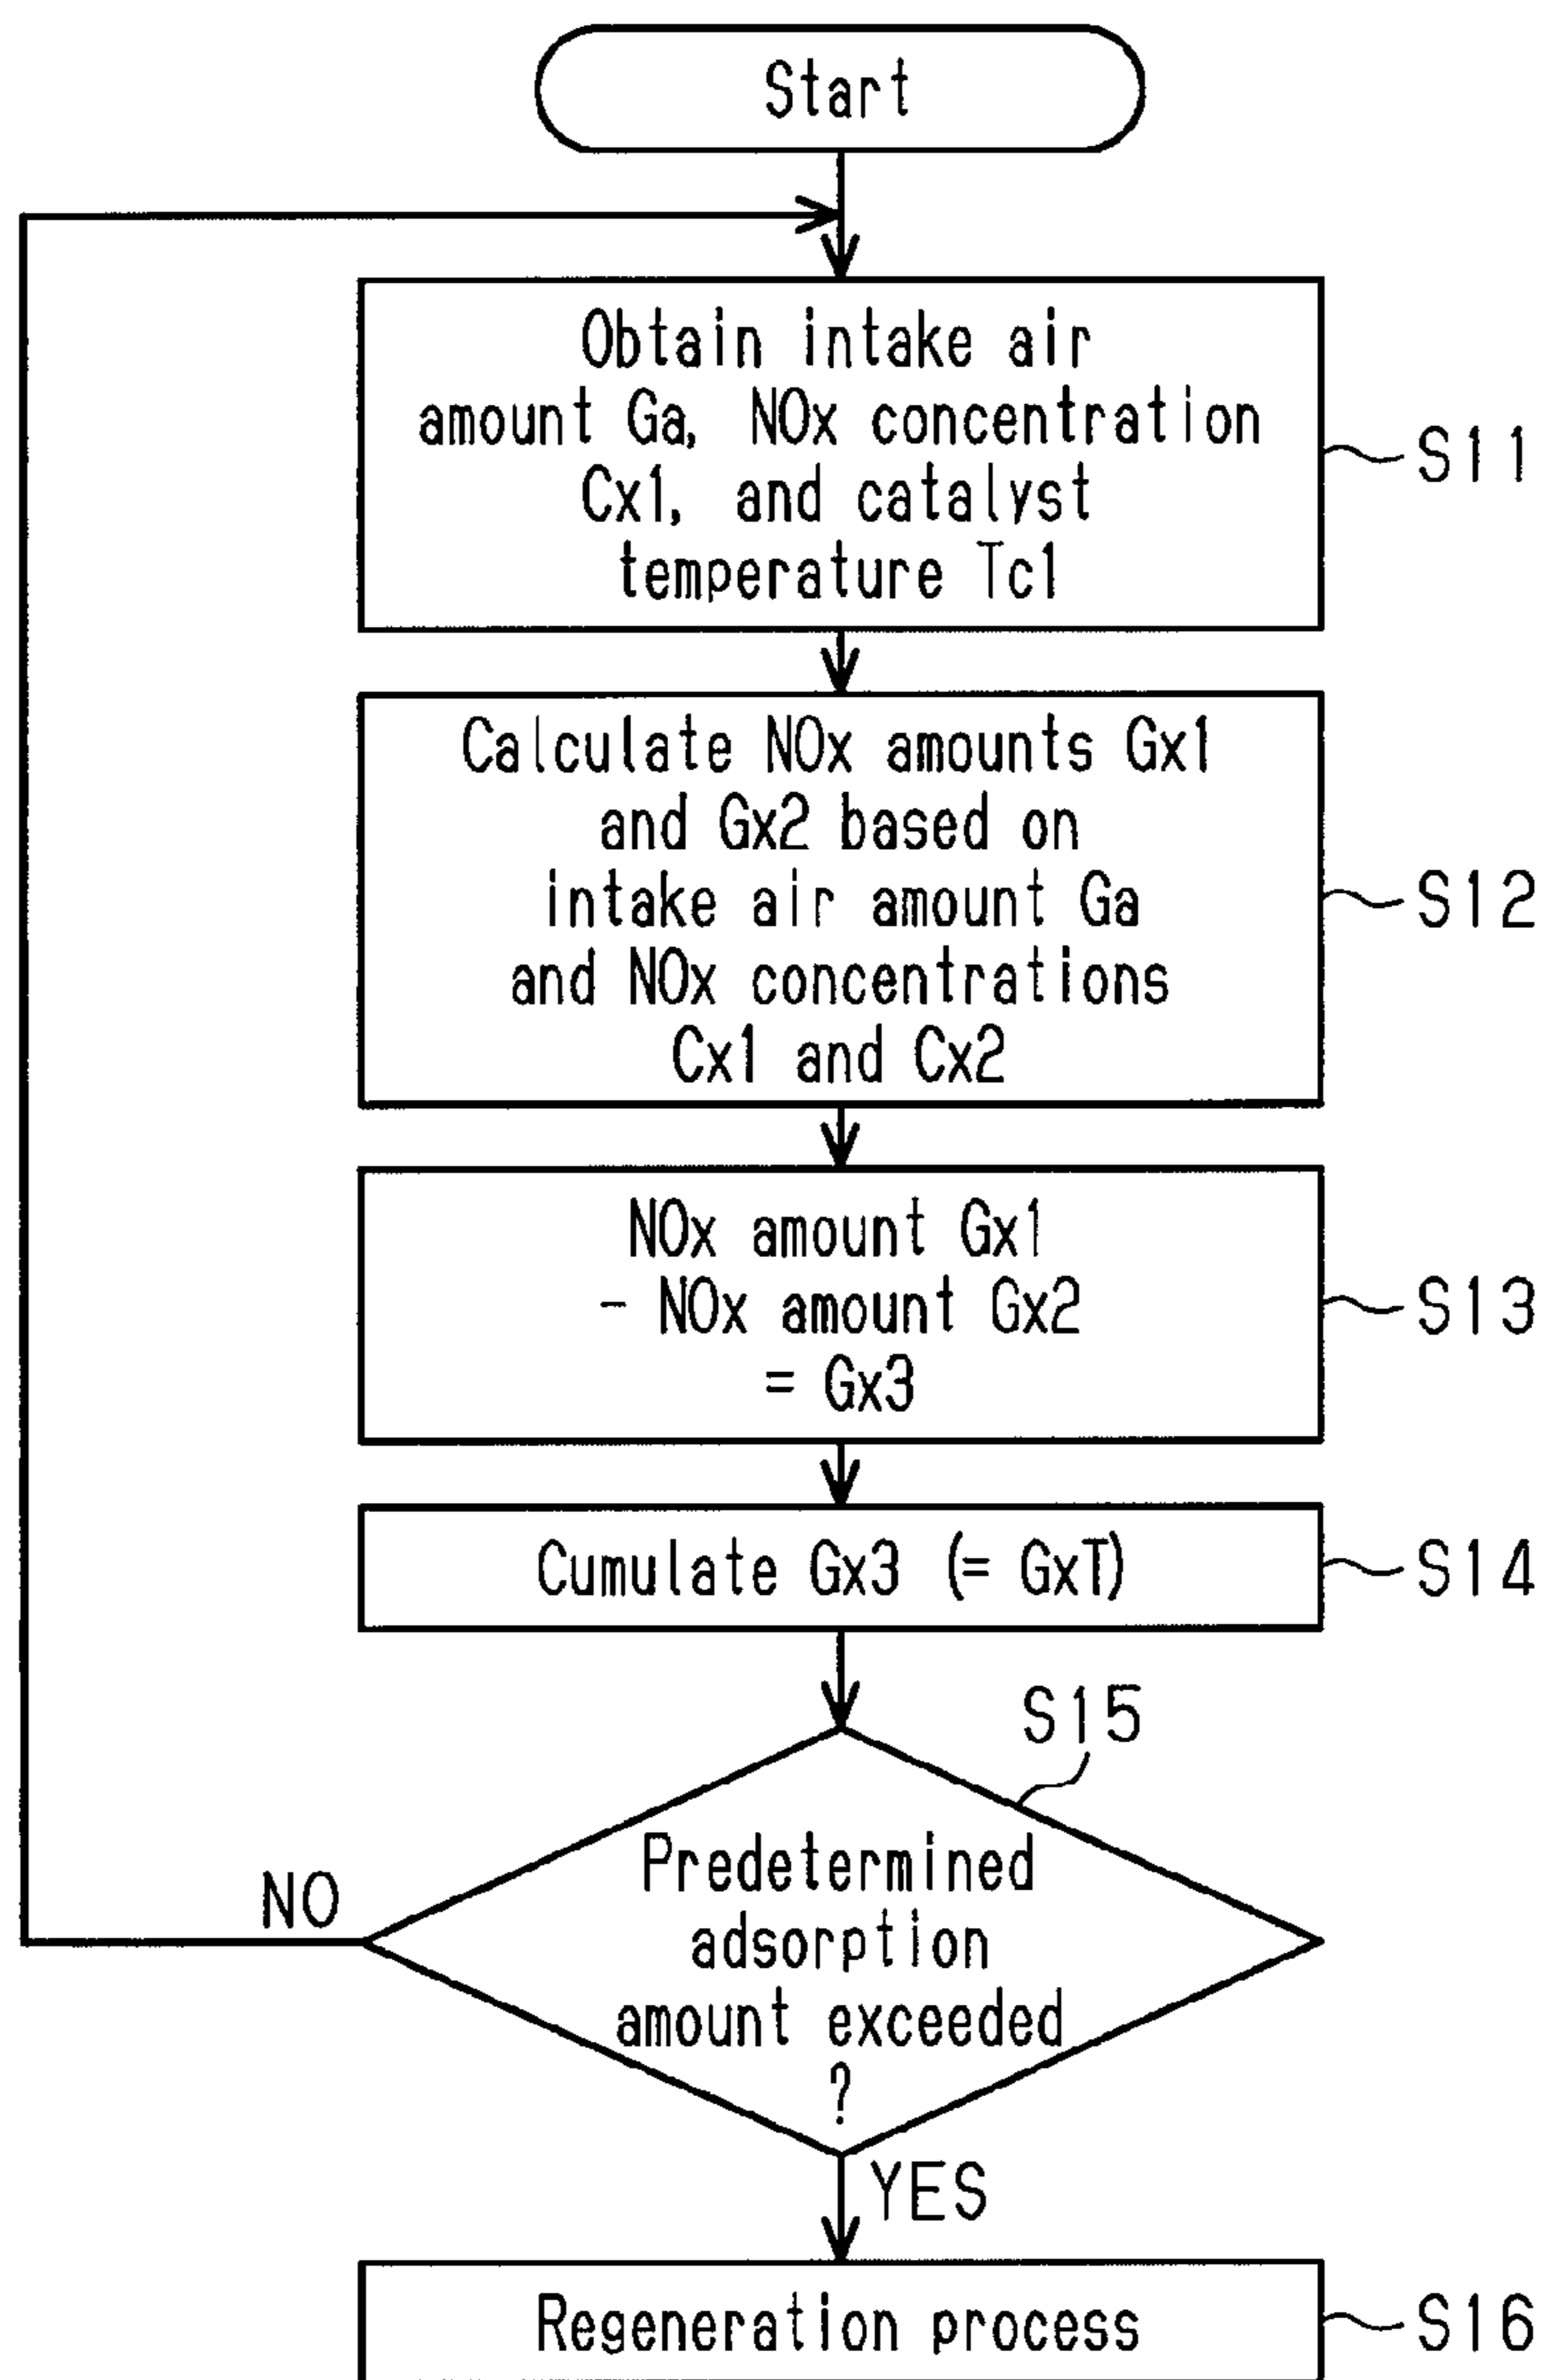 Start
Obtain intake air
amount Ga, NOx concentration
Cx1, and catalyst
temperature Tc1
S11
Calculate NOx amounts Gx1
and Gx2 based on
intake air amount Ga
and NOx concentrations
Cx1 and Cx2
S12
NOx amount Gx1
- NOx amount Gx2
= Gx3
S13
Cumulate Gx3 (= GxT)
S14
S15
Predetermined
adsorption
amount exceeded
?
NO
YES
Regeneration process
S16